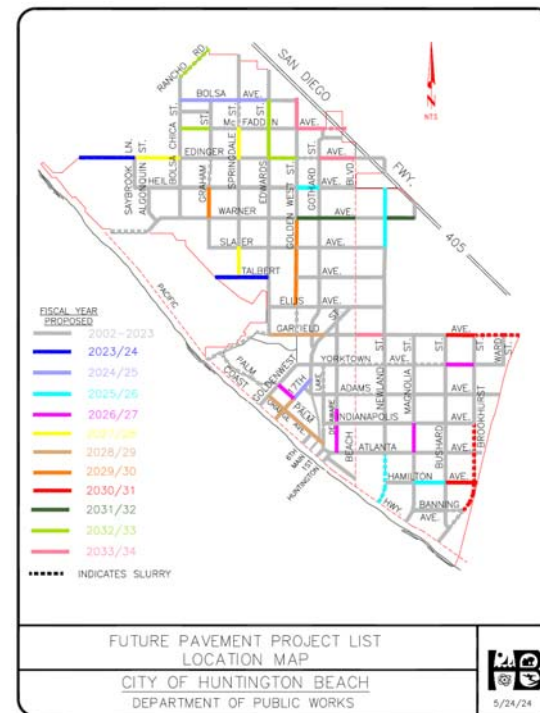 SAN DIEGO
FWY.
405
NTS
RANCHO RD.
BOLSA AVE.
Mc FADDEN AVE.
EDINGER
HEIL AVE.
WARNER AVE.
SLATER AVE.
TALBERT AVE.
ELLIS AVE.
GARFIELD AVE.
YORKTOWN AVE.
ADAMS AVE.
INDIANAPOLIS AVE.
ATLANTA AVE.
HAMILTON AVE.
BANNING AVE.
SAYBROOK LN.
ALGONQUIN ST.
BOLSA CHICA ST.
GRAHAM ST.
SPRINGDALE ST.
EDWARDS ST.
GOLDEN WEST ST.
GOTHARD ST.
BEACH BLVD.
NEWLAND ST.
MAGNOLIA ST.
BUSHARD ST.
BROOKHURST ST.
WARD ST.
DELAWARE
LAKE
17TH
PALM
GOLDENWEST
PALM
ORANGE AVE.
6TH
MAIN
1ST
HUNTINGTON
PACIFIC
COAST
HWY
FISCAL YEAR
PROPOSED
2002-2023
2023/24
2024/25
2025/26
2026/27
2027/28
2028/29
2029/30
2030/31
2031/32
2032/33
2033/34
INDICATES SLURRY
FUTURE PAVEMENT PROJECT LIST
LOCATION MAP
CITY OF HUNTINGTON BEACH
DEPARTMENT OF PUBLIC WORKS
5/24/24